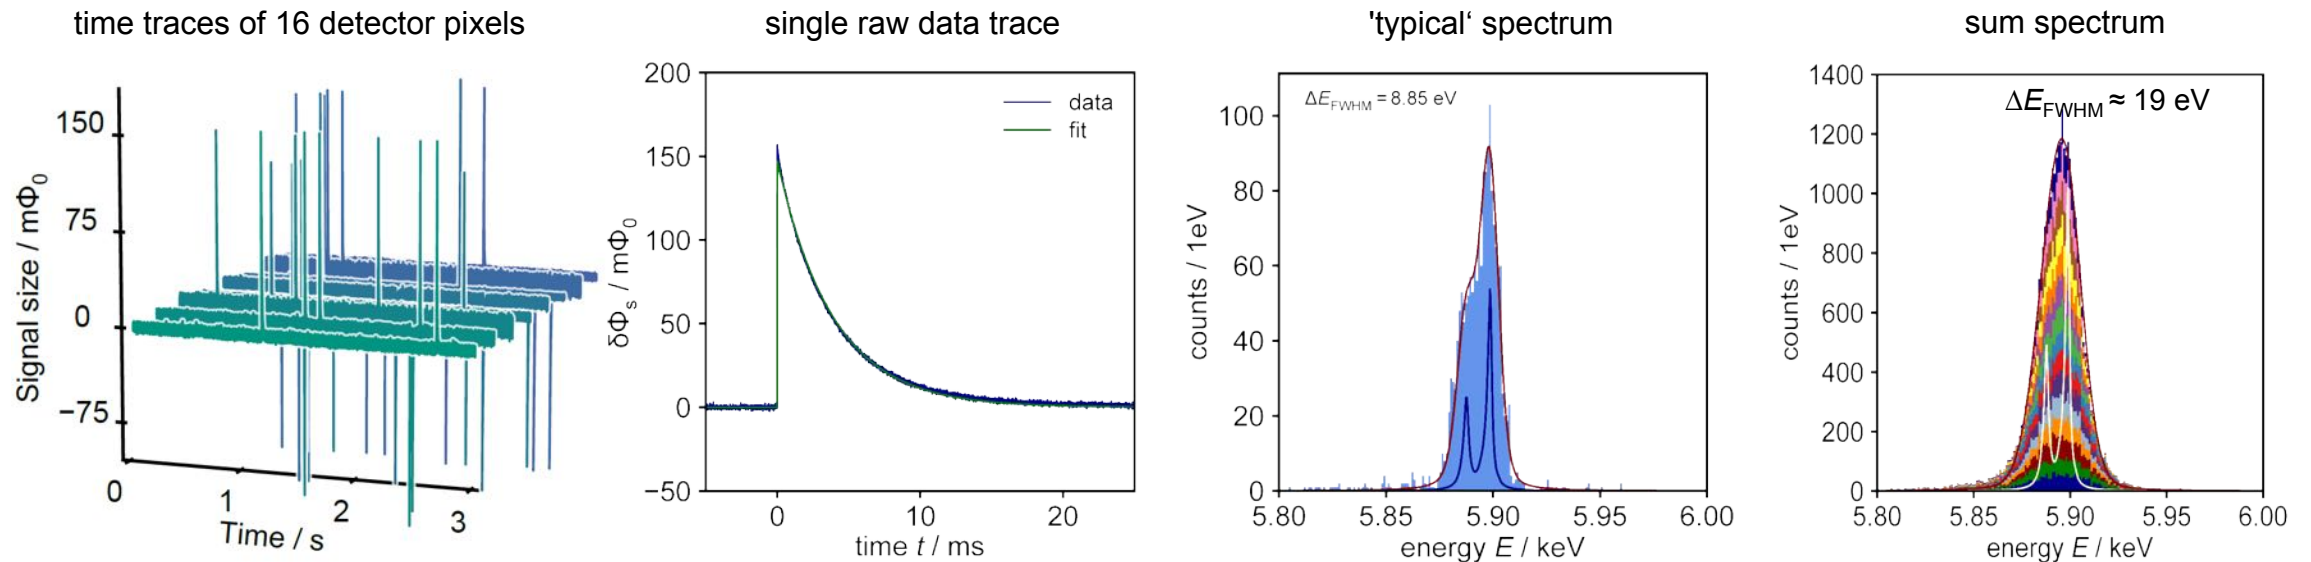 time traces of 16 detector pixels
150
75
0
−75
Signal size / mΦ0
0
1
2
3
Time / s
single raw data trace
200
150
100
50
0
−50
δΦs / mΦ0
data
fit
0
10
20
time t / ms
'typical‘ spectrum
ΔEFWHM = 8.85 eV
100
80
60
40
20
0
counts / 1eV
5.80
5.85
5.90
5.95
6.00
energy E / keV
sum spectrum
ΔEFWHM ≈ 19 eV
1400
1200
1000
800
600
400
200
0
counts / 1eV
5.80
5.85
5.90
5.95
6.00
energy E / keV